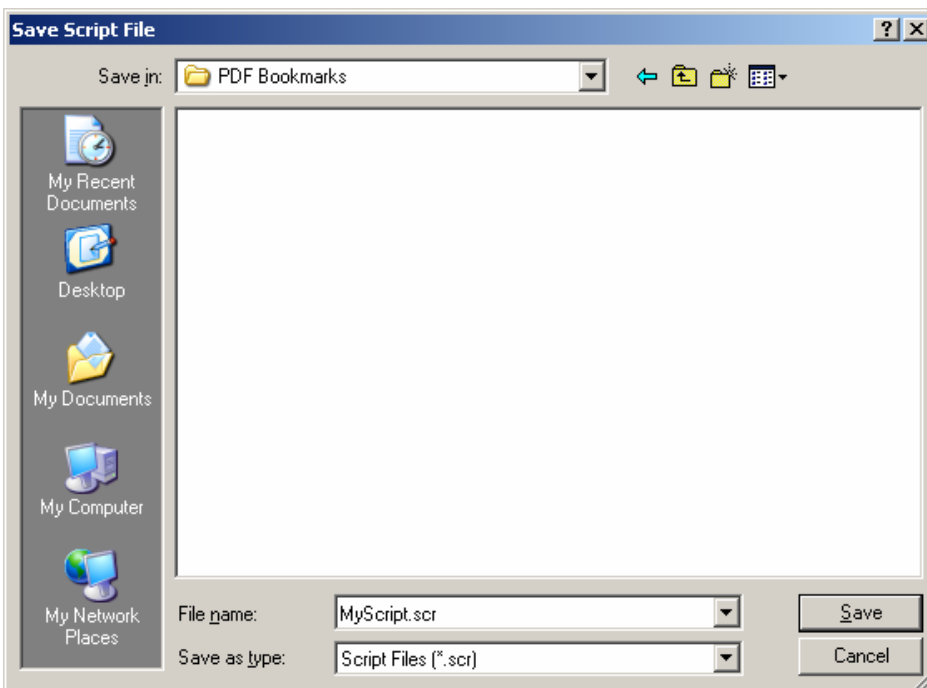 Save Script File
Save in:
PDF Bookmarks
My Recent
Documents
Desktop
My Documents
My Computer
My Network
Places
File name:
MyScript.scr
Save
Save as type:
Script Files (*.scr)
Cancel